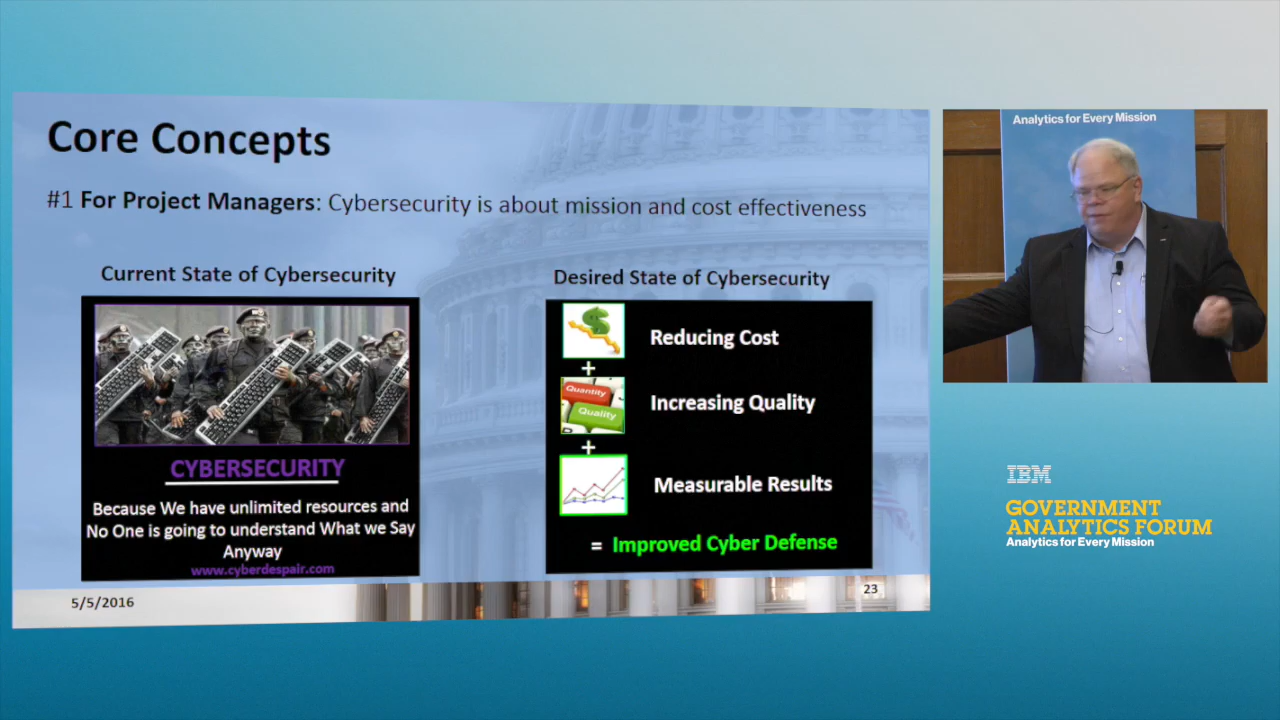 Core Concepts
#1 For Project Managers: Cybersecurity is about mission and cost effectiveness
Current State of Cybersecurity
CYBERSECURITY
Because We have unlimited resources and
No One is going to understand What we Say
Anyway
www.cyberdespair.com
Desired State of Cybersecurity
Reducing Cost
+
Quantity
Quality
Increasing Quality
+
Measurable Results
= Improved Cyber Defense
5/5/2016
23
Analytics for Every Mission
IBM
GOVERNMENT
ANALYTICS FORUM
Analytics for Every Mission